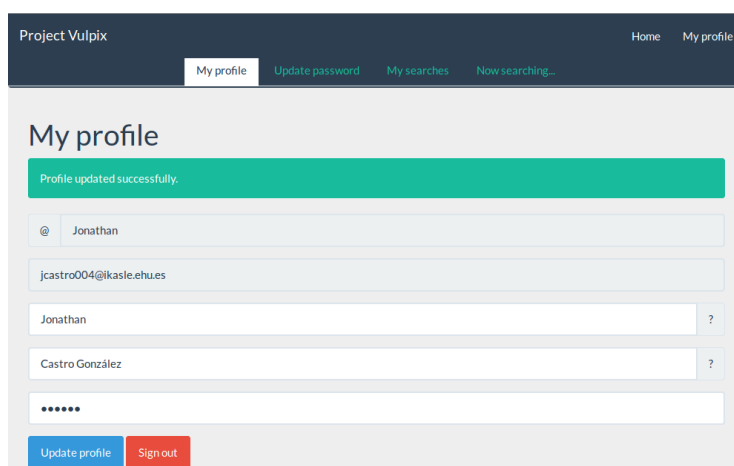 Project Vulpix Home My profile
My profile Update password My searches Now searching...
My profile
Profile updated successfully.
@ Jonathan
jcastro004@ikasle.ehu.es
Jonathan ?
Castro González ?
••••••
Update profile Sign out